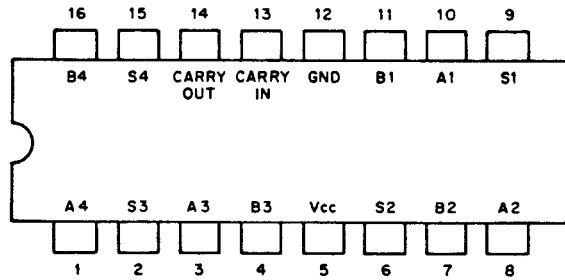 16 15 14 13 12 11 10 9
B4 S4 CARRY OUT CARRY IN GND B1 A1 S1
A4 S3 A3 B3 Vcc S2 B2 A2
1 2 3 4 5 6 7 8